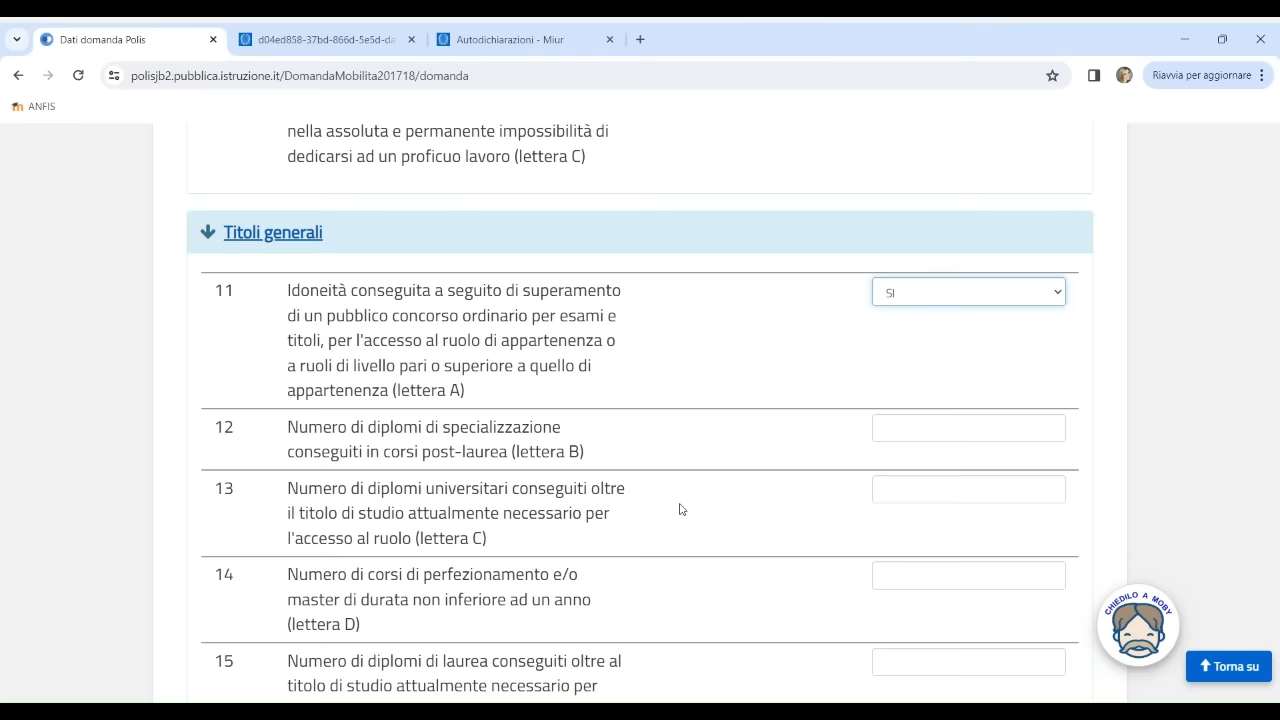 Dati domanda Polis
d04ed858-37bd-866d-5e5d-da
Autodichiarazioni - Miur
polisjb2.pubblica.istruzione.it/DomandaMobilita201718/domanda
Riavvia per aggiornare
ANFIS
nella assoluta e permanente impossibilità di
dedicarsi ad un proficuo lavoro (lettera C)
Titoli generali
11 Idoneità conseguita a seguito di superamento SI
di un pubblico concorso ordinario per esami e
titoli, per l'accesso al ruolo di appartenenza o
a ruoli di livello pari o superiore a quello di
appartenenza (lettera A)
12 Numero di diplomi di specializzazione
conseguiti in corsi post-laurea (lettera B)
13 Numero di diplomi universitari conseguiti oltre
il titolo di studio attualmente necessario per
l'accesso al ruolo (lettera C)
14 Numero di corsi di perfezionamento e/o
master di durata non inferiore ad un anno
(lettera D)
CHIEDILO A MOBY
15 Numero di diplomi di laurea conseguiti oltre al
titolo di studio attualmente necessario per
Torna su